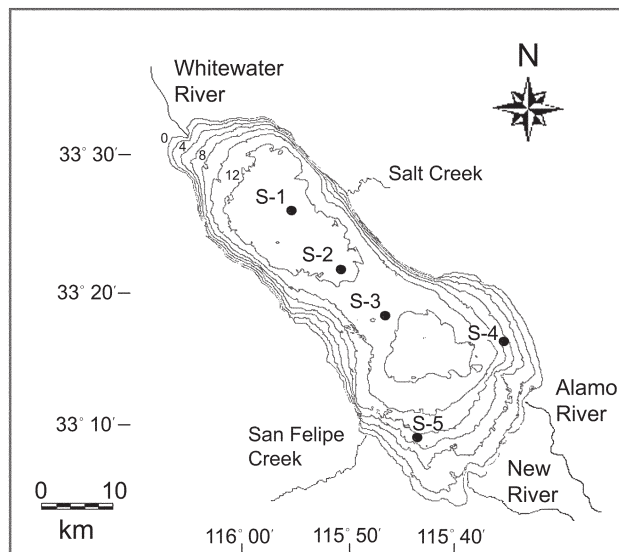 N
Whitewater
River
0
4
8
12
33° 30'
Salt Creek
S-1
S-2
33° 20'
S-3
S-4
33° 10'
S-5
Alamo
River
San Felipe
Creek
New
River
0 10
km
116° 00' 115° 50' 115° 40'